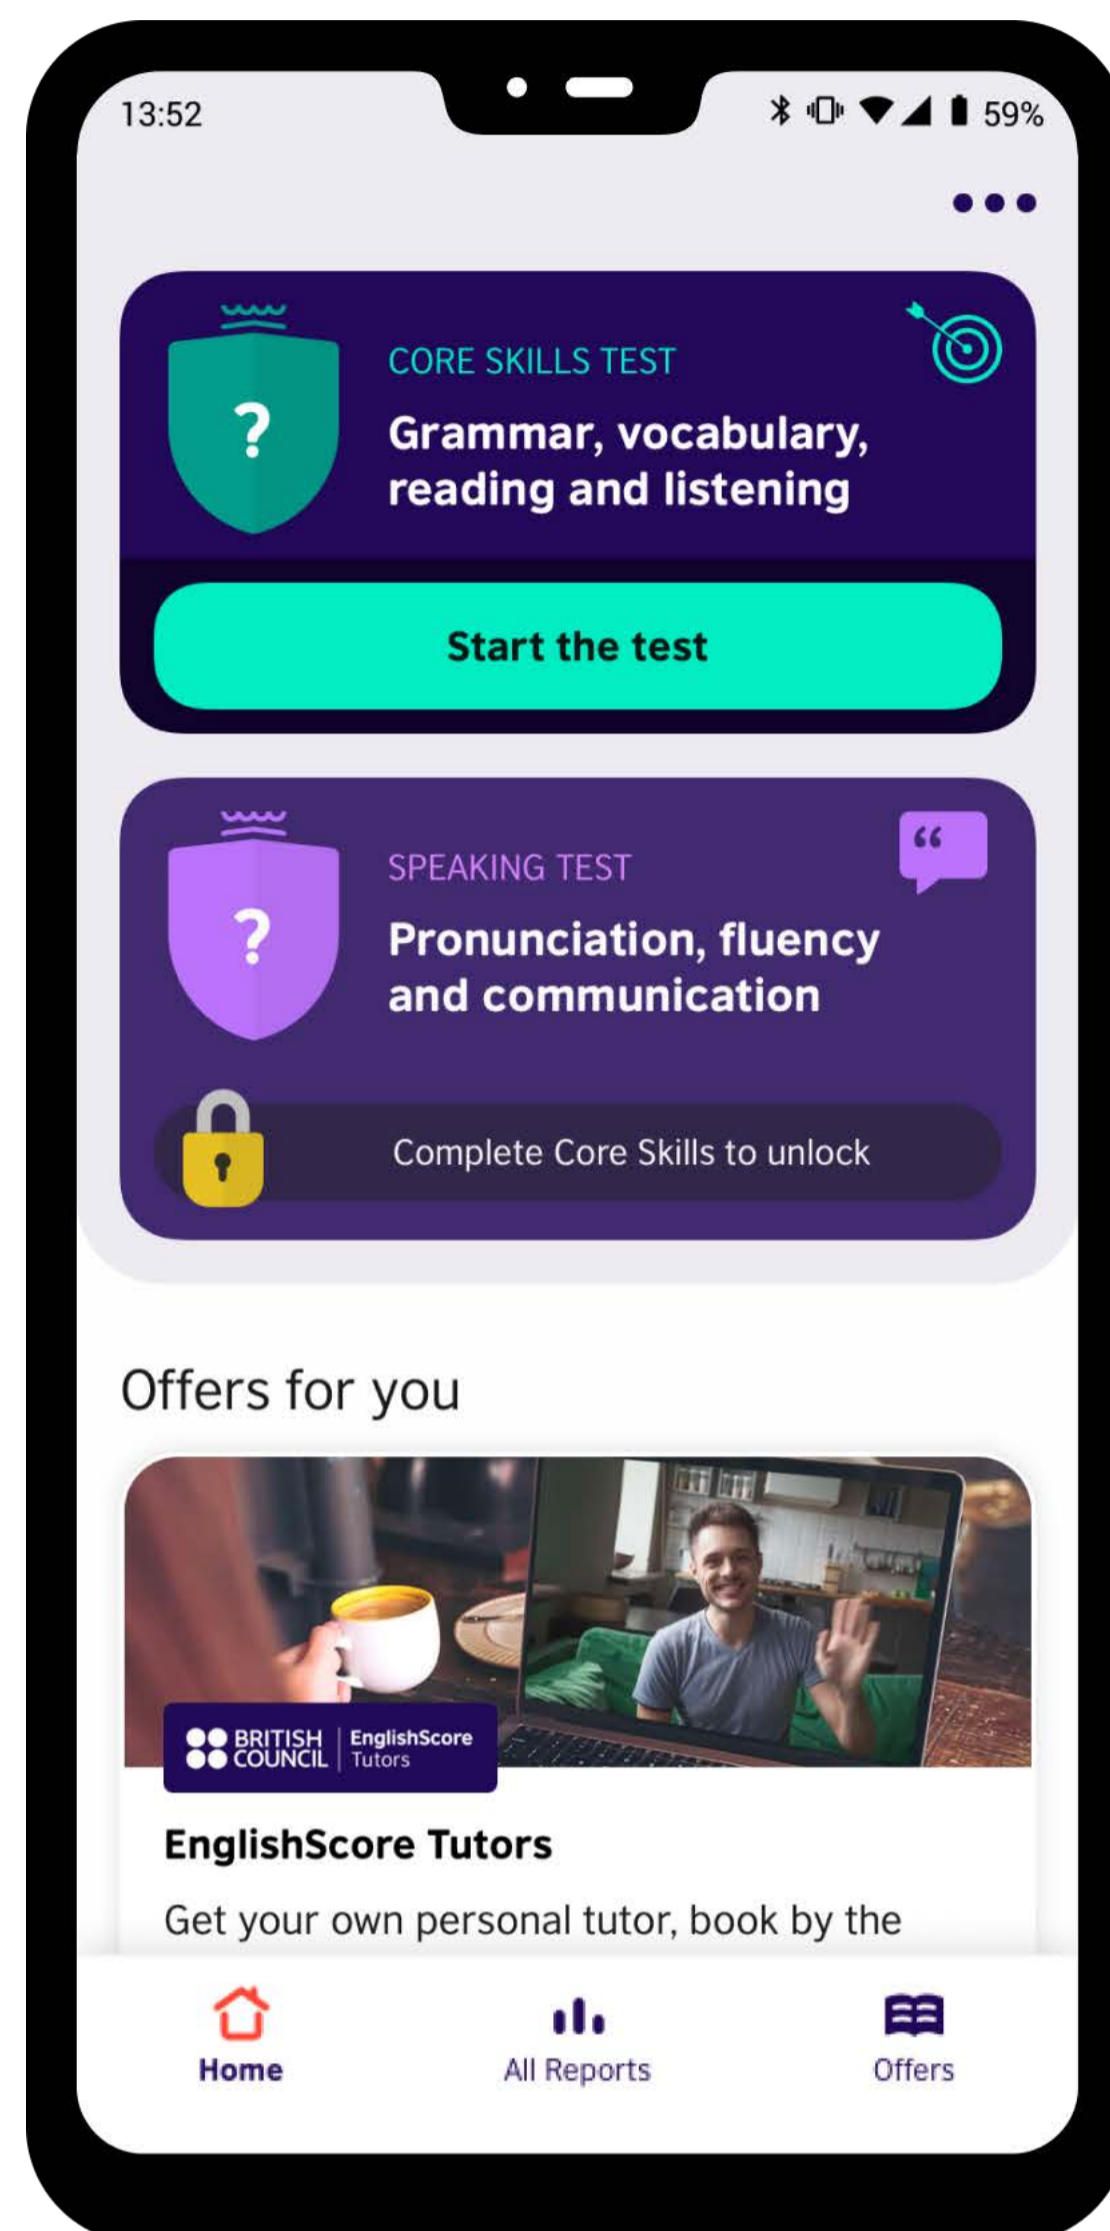 13:52
59%
CORE SKILLS TEST
?
Grammar, vocabulary,
reading and listening
Start the test
SPEAKING TEST
“
?
Pronunciation, fluency
and communication
Complete Core Skills to unlock
Offers for you
BRITISH
COUNCIL
EnglishScore
Tutors
EnglishScore Tutors
Get your own personal tutor, book by the
Home
All Reports
Offers